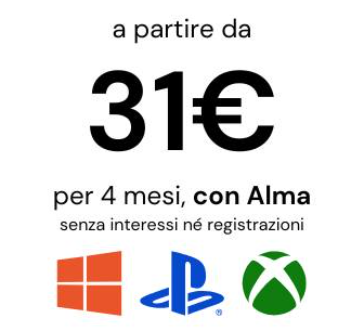 a partire da
31€
per 4 mesi, con Alma
senza interessi né registrazioni